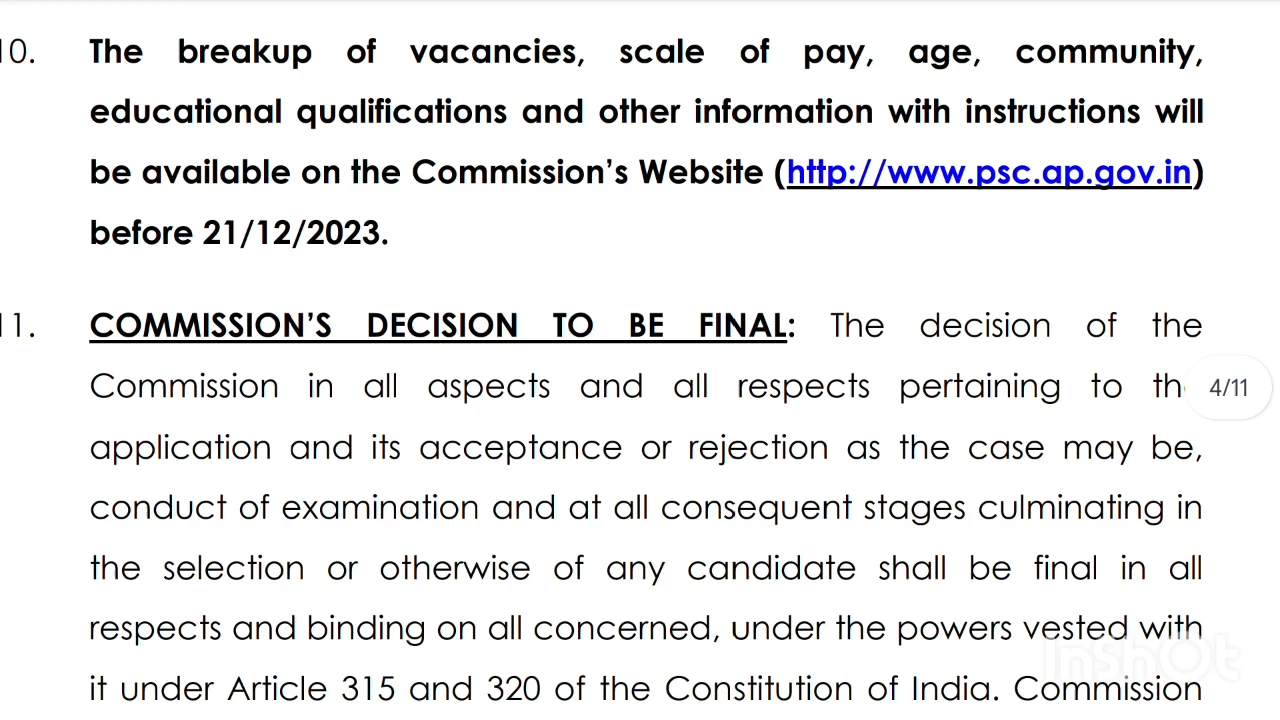 10. The breakup of vacancies, scale of pay, age, community,
educational qualifications and other information with instructions will
be available on the Commission's Website (http://www.psc.ap.gov.in)
before 21/12/2023.
11. COMMISSION'S DECISION TO BE FINAL: The decision of the
Commission in all aspects and all respects pertaining to the
4/11
application and its acceptance or rejection as the case may be,
conduct of examination and at all consequent stages culminating in
the selection or otherwise of any candidate shall be final in all
respects and binding on all concerned, under the powers vested with
it under Article 315 and 320 of the Constitution of India. Commission
InShOt